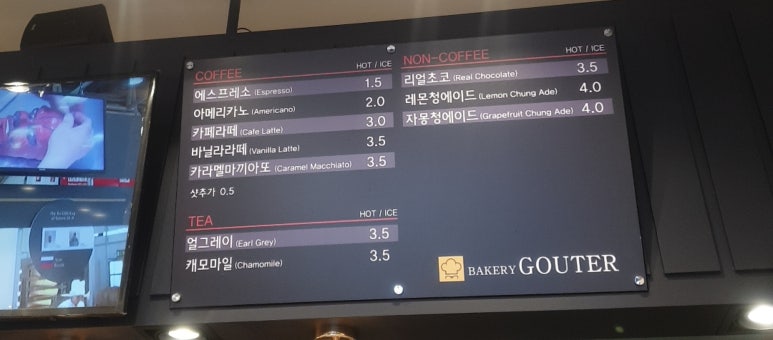 COFFEE HOT / ICE
에스프레소 (Espresso) 1.5
아메리카노 (Americano) 2.0
카페라떼 (Cafe Latte) 3.0
바닐라라떼 (Vanilla Latte) 3.5
카라멜마끼아또 (Caramel Macchiato) 3.5
샷추가 0.5
TEA HOT / ICE
얼그레이 (Earl Grey) 3.5
캐모마일 (Chamomile) 3.5
NON-COFFEE HOT / ICE
리얼초코 (Real Chocolate) 3.5
레몬청에이드 (Lemon Chung Ade) 4.0
자몽청에이드 (Grapefruit Chung Ade) 4.0
BAKERY GOUTER